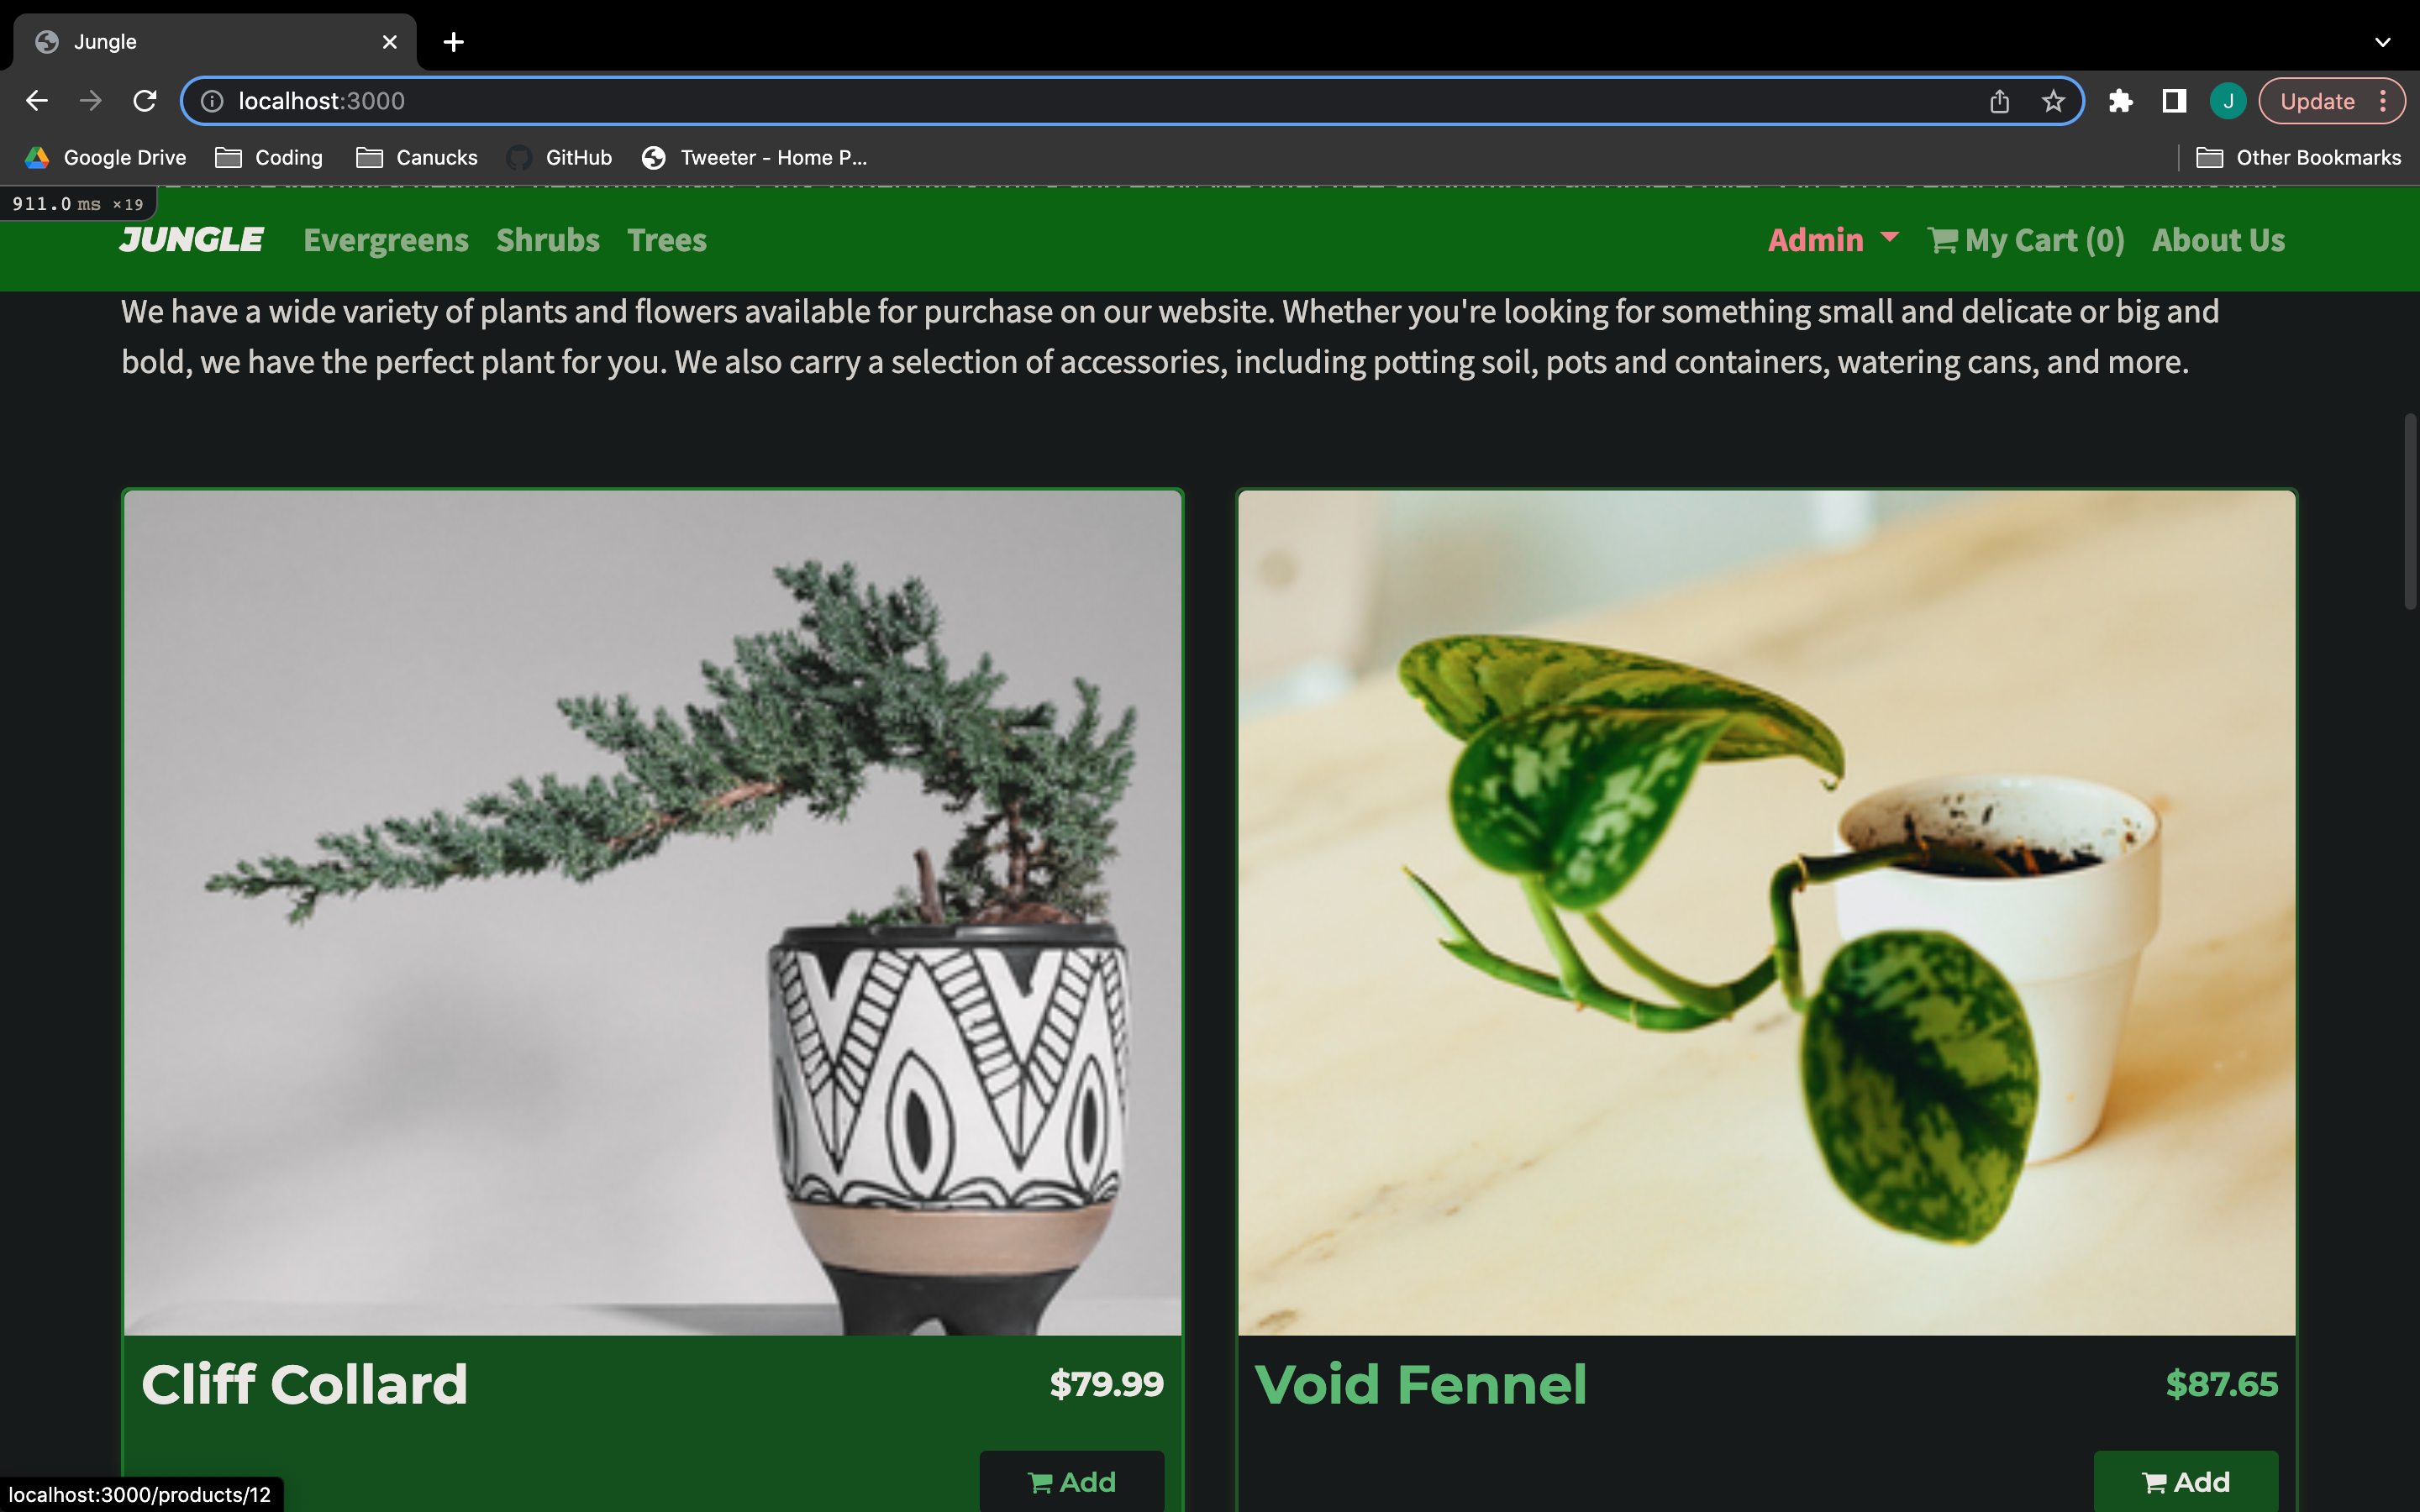 Jungle
localhost:3000
J
Update
Google Drive
Coding
Canucks
GitHub
Tweeter - Home P...
Other Bookmarks
911.0 ms ×19
JUNGLE
Evergreens
Shrubs
Trees
Admin
My Cart (0)
About Us
We have a wide variety of plants and flowers available for purchase on our website. Whether you're looking for something small and delicate or big and
bold, we have the perfect plant for you. We also carry a selection of accessories, including potting soil, pots and containers, watering cans, and more.
Cliff Collard
$79.99
Add
Void Fennel
$87.65
Add
localhost:3000/products/12